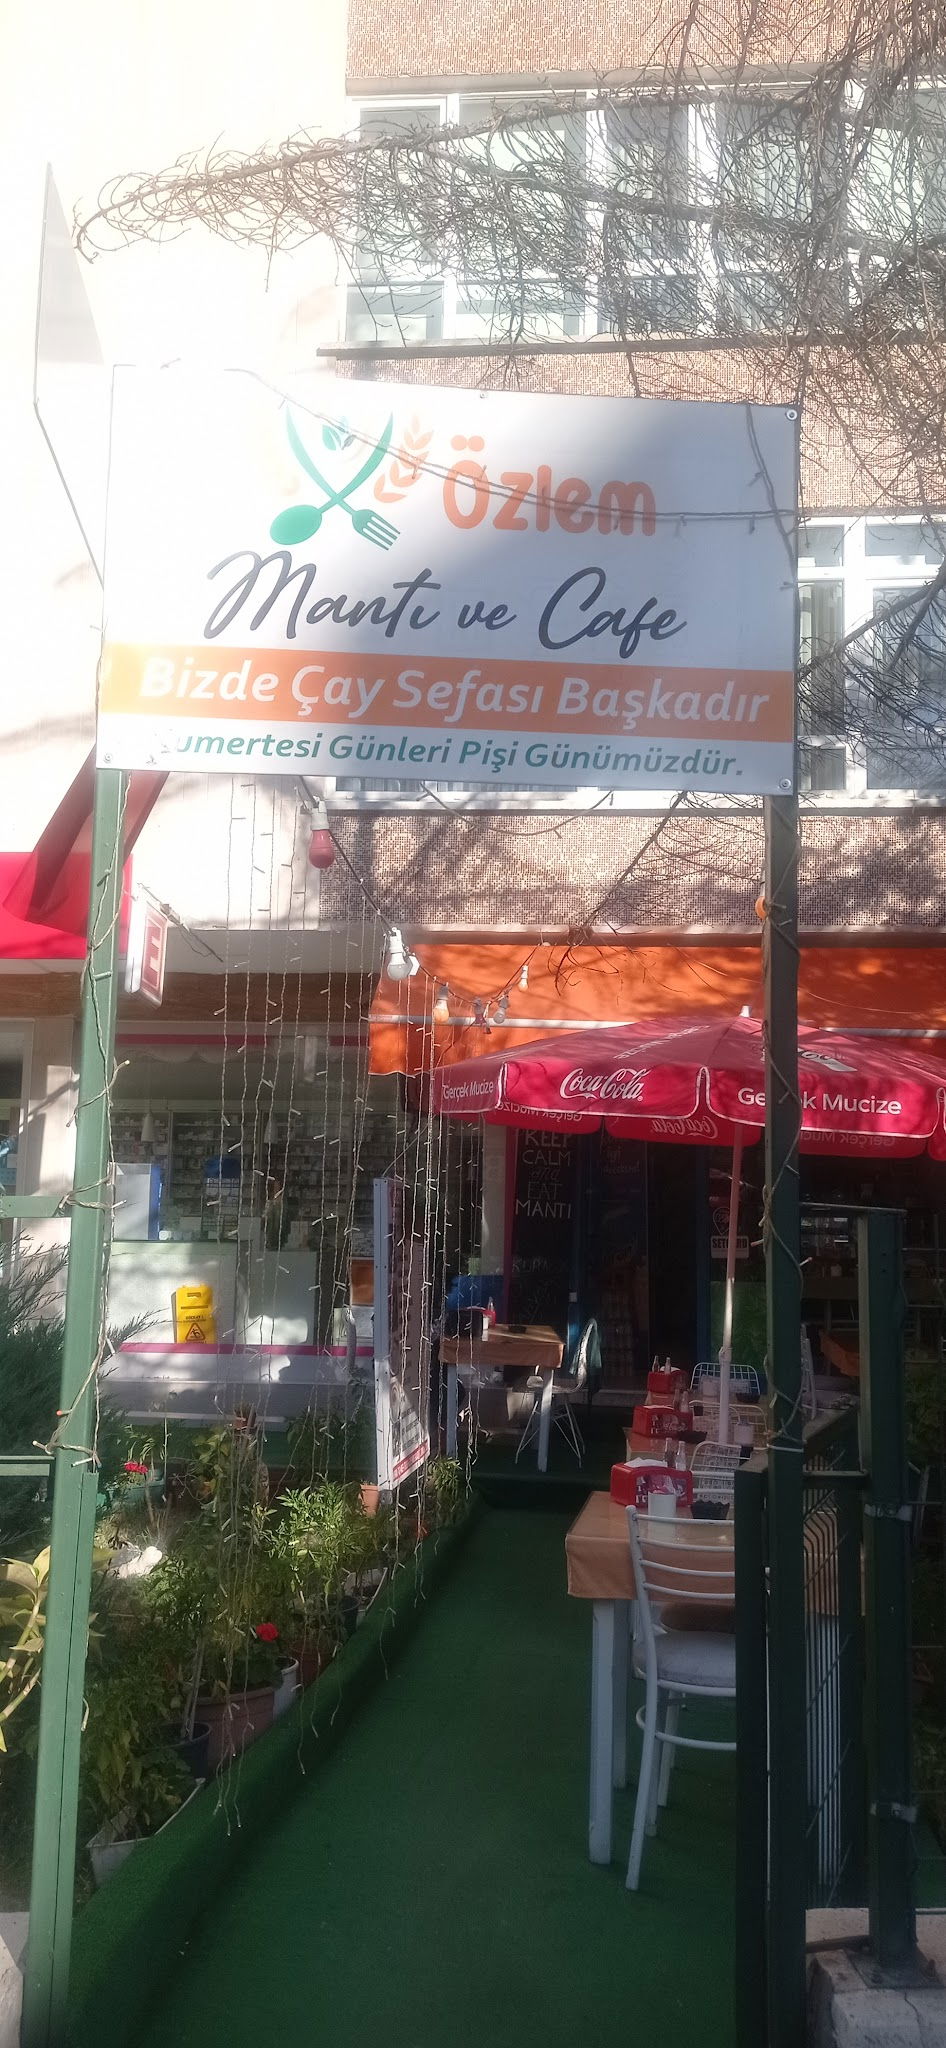 Özlem
Mantı ve Cafe
Bizde Çay Sefası Başkadır
umertesi Günleri Pişi Günümüzdür.
Gerçek Mucize
Coca-Cola
Gerçek Mucize
KEEP
CALM
and
EAT
MANTI